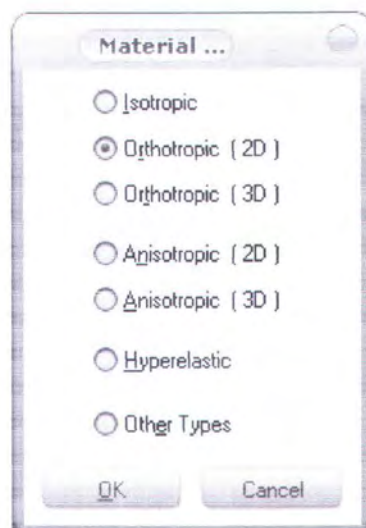 Material ...
Isotropic
Orthotropic ( 2D )
Orthotropic ( 3D )
Anisotropic ( 2D )
Anisotropic ( 3D )
Hyperelastic
Other Types
OK Cancel